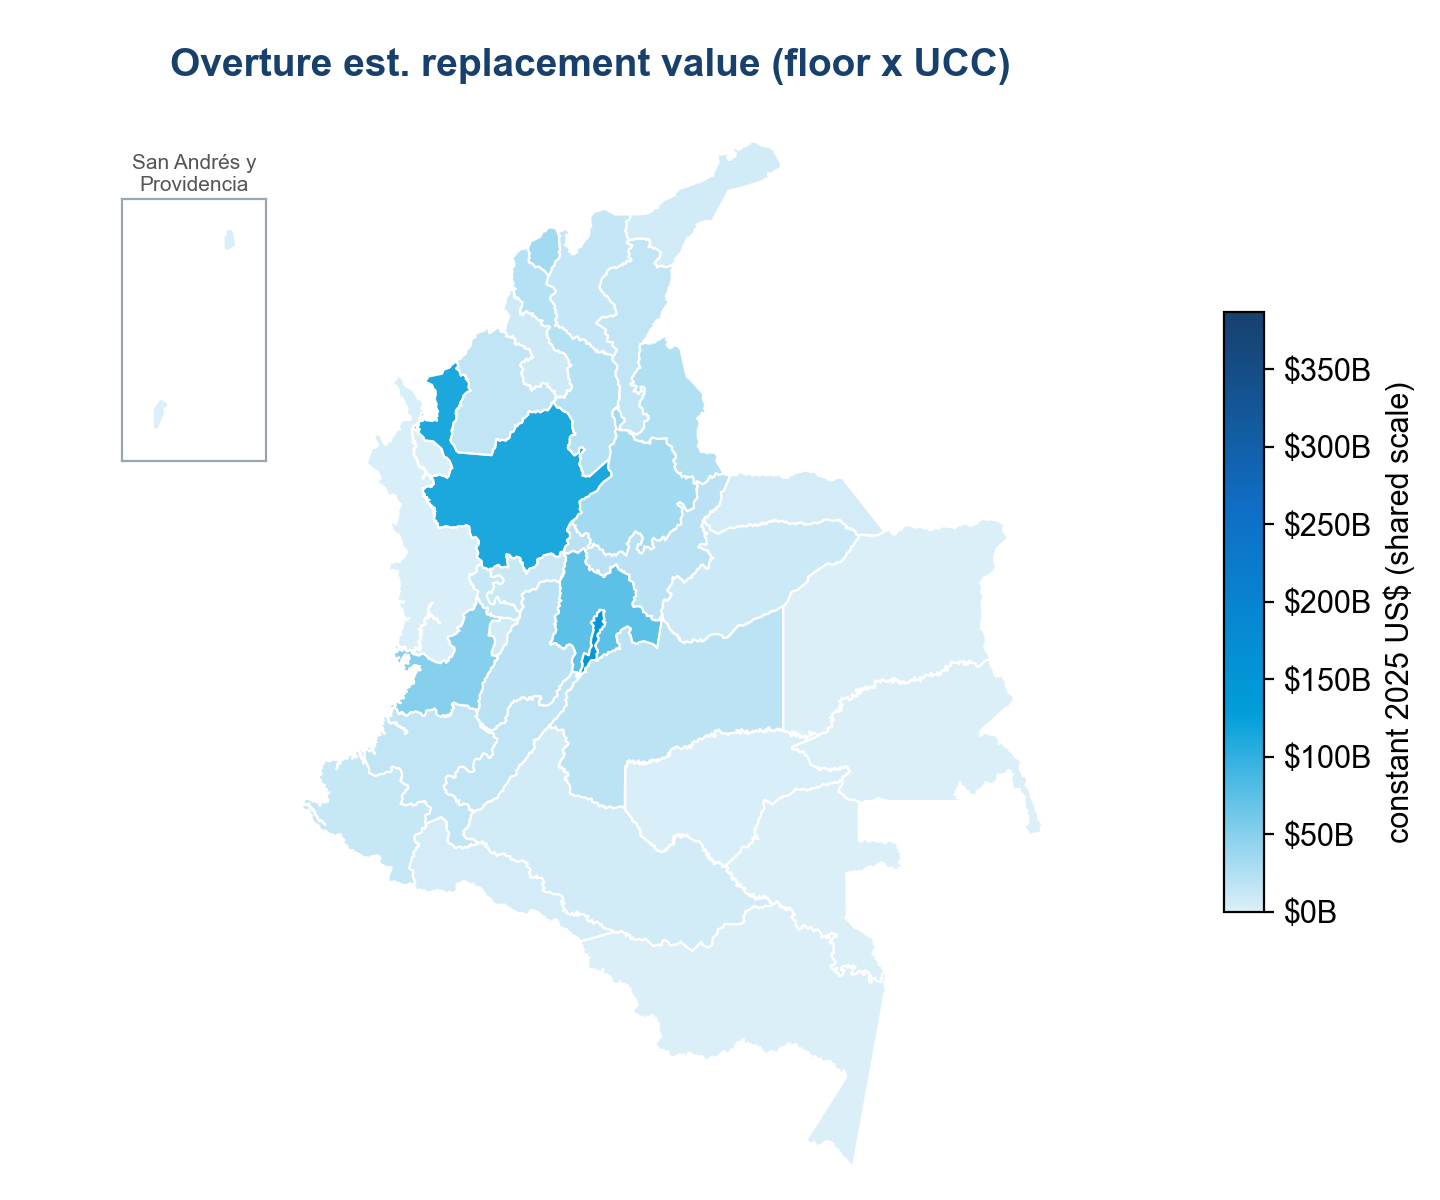 Overture est. replacement value (floor x UCC)
San Andrés y
Providencia
$350B
$300B
$250B
$200B
$150B
$100B
$50B
$0B
constant 2025 US$ (shared scale)